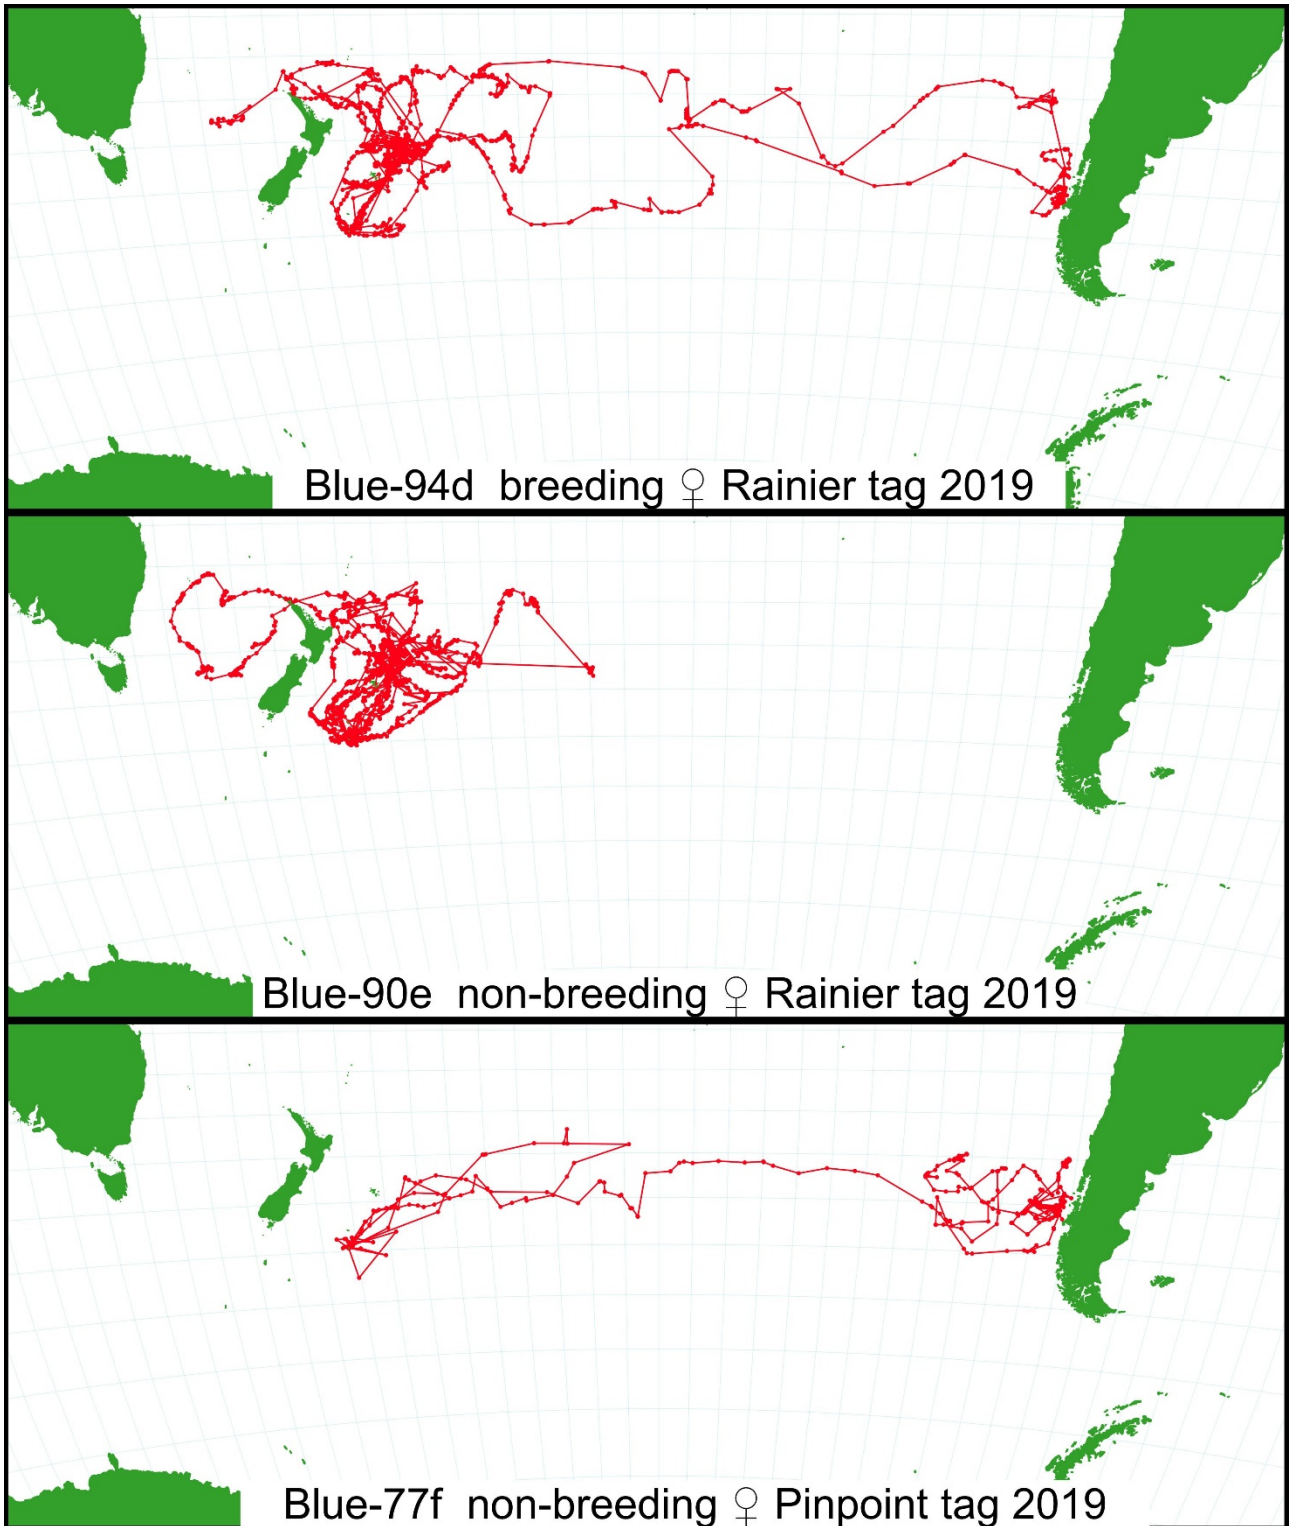 Blue-94d breeding ♀ Rainier tag 2019
Blue-90e non-breeding ♀ Rainier tag 2019
Blue-77f non-breeding ♀ Pinpoint tag 2019